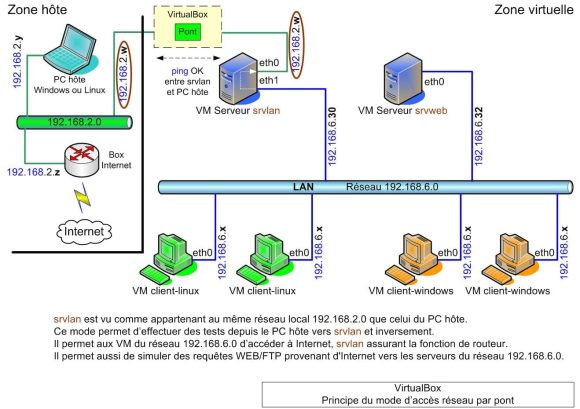 Zone hôte
Zone virtuelle
VirtualBox
Pont
192.168.2.y
PC hôte
Windows ou Linux
192.168.2.w
ping OK
entre srvlan
et PC hôte
192.168.2.w
eth0
eth1
VM Serveur srvlan
eth0
VM Serveur srvweb
192.168.2.0
192.168.6.30
192.168.6.32
192.168.2.z
Box
Internet
Internet
LAN Réseau 192.168.6.0
eth0
192.168.6.x
eth0
192.168.6.x
eth0
192.168.6.x
eth0
192.168.6.x
VM client-linux
VM client-linux
VM client-windows
VM client-windows
srvlan est vu comme appartenant au même réseau local 192.168.2.0 que celui du PC hôte.
Ce mode permet d'effectuer des tests depuis le PC hôte vers srvlan et inversement.
Il permet aux VM du réseau 192.168.6.0 d'accéder à Internet, srvlan assurant la fonction de routeur.
Il permet aussi de simuler des requêtes WEB/FTP provenant d'Internet vers les serveurs du réseau 192.168.6.0.
VirtualBox
Principe du mode d'accès réseau par pont